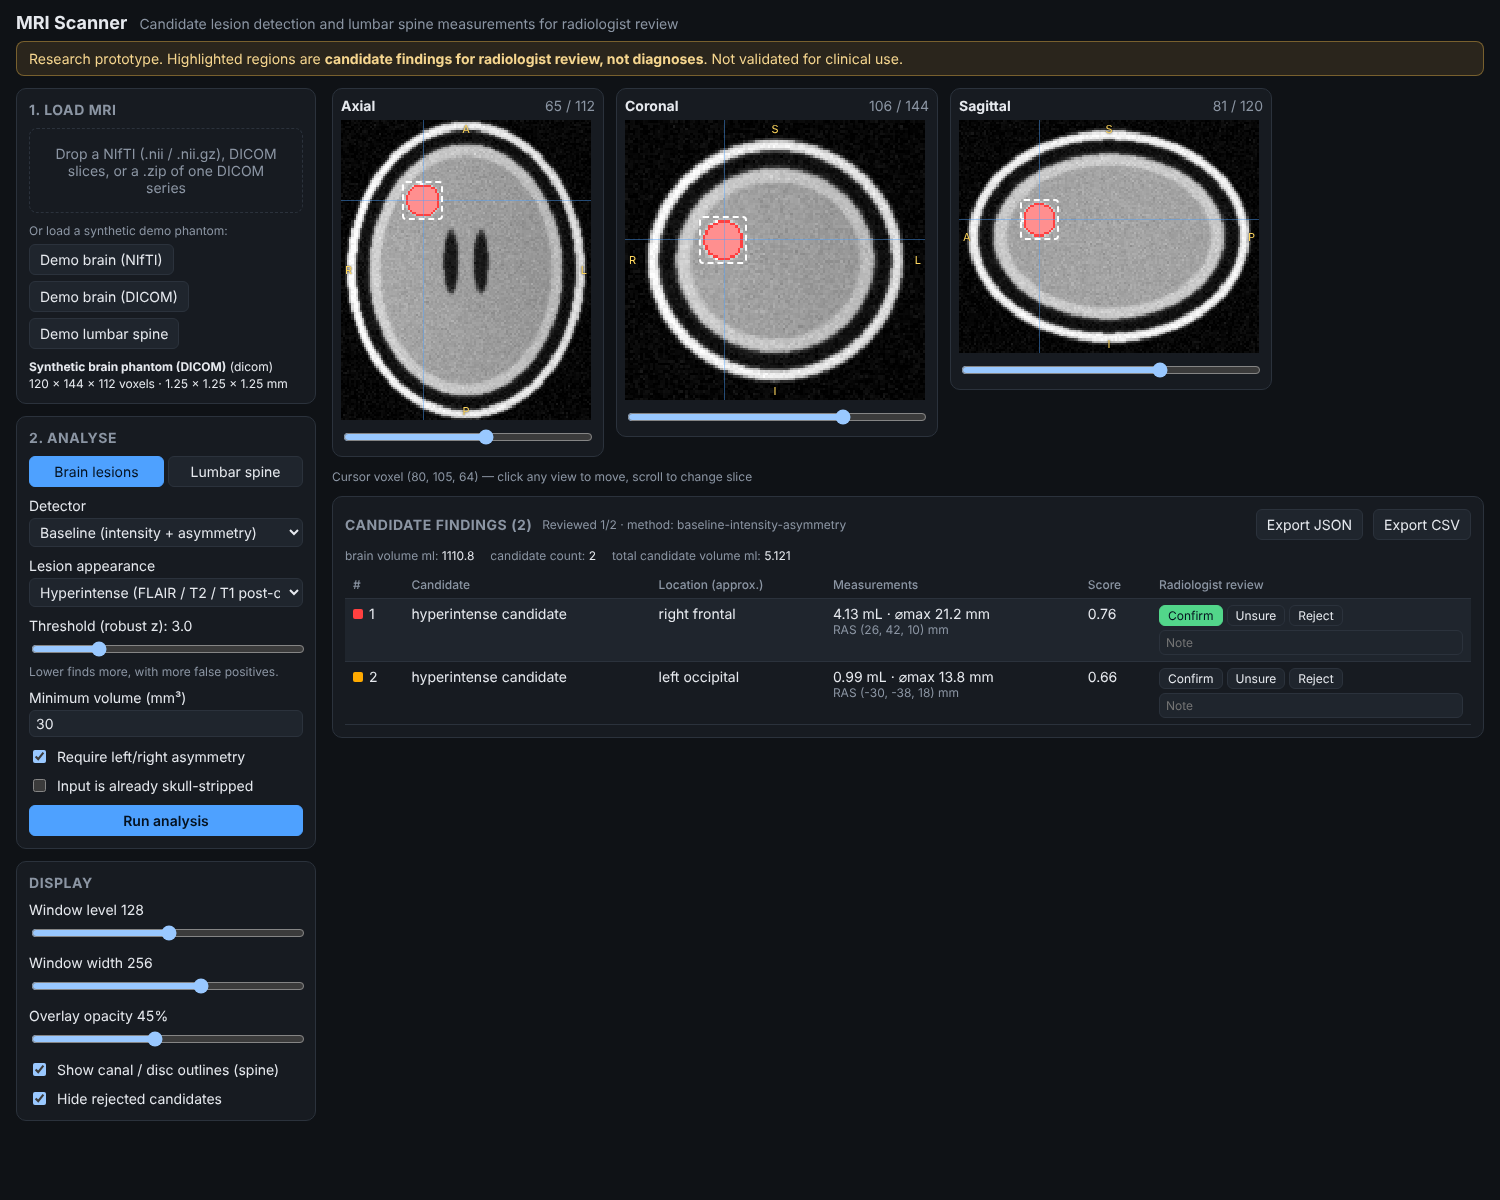 MRI Scanner Candidate lesion detection and lumbar spine measurements for radiologist review
Research prototype. Highlighted regions are candidate findings for radiologist review, not diagnoses. Not validated for clinical use.
1. LOAD MRI
Drop a NIfTI (.nii / .nii.gz), DICOM
slices, or a .zip of one DICOM
series
Or load a synthetic demo phantom:
Demo brain (NIfTI)
Demo brain (DICOM)
Demo lumbar spine
Synthetic brain phantom (DICOM) (dicom)
120 × 144 × 112 voxels · 1.25 × 1.25 × 1.25 mm
2. ANALYSE
Brain lesions Lumbar spine
Detector
Baseline (intensity + asymmetry)
Lesion appearance
Hyperintense (FLAIR / T2 / T1 post-c
Threshold (robust z): 3.0
Lower finds more, with more false positives.
Minimum volume (mm³)
30
Require left/right asymmetry
Input is already skull-stripped
Run analysis
DISPLAY
Window level 128
Window width 256
Overlay opacity 45%
Show canal / disc outlines (spine)
Hide rejected candidates
Axial 65 / 112
A
R L
P
Coronal 106 / 144
S
R L
I
Sagittal 81 / 120
S
A P
I
Cursor voxel (80, 105, 64) — click any view to move, scroll to change slice
CANDIDATE FINDINGS (2) Reviewed 1/2 · method: baseline-intensity-asymmetry Export JSON Export CSV
brain volume ml: 1110.8 candidate count: 2 total candidate volume ml: 5.121
# Candidate Location (approx.) Measurements Score Radiologist review
1 hyperintense candidate right frontal 4.13 mL · ⌀max 21.2 mm 0.76 Confirm Unsure Reject
RAS (26, 42, 10) mm
Note
2 hyperintense candidate left occipital 0.99 mL · ⌀max 13.8 mm 0.66 Confirm Unsure Reject
RAS (-30, -38, 18) mm
Note